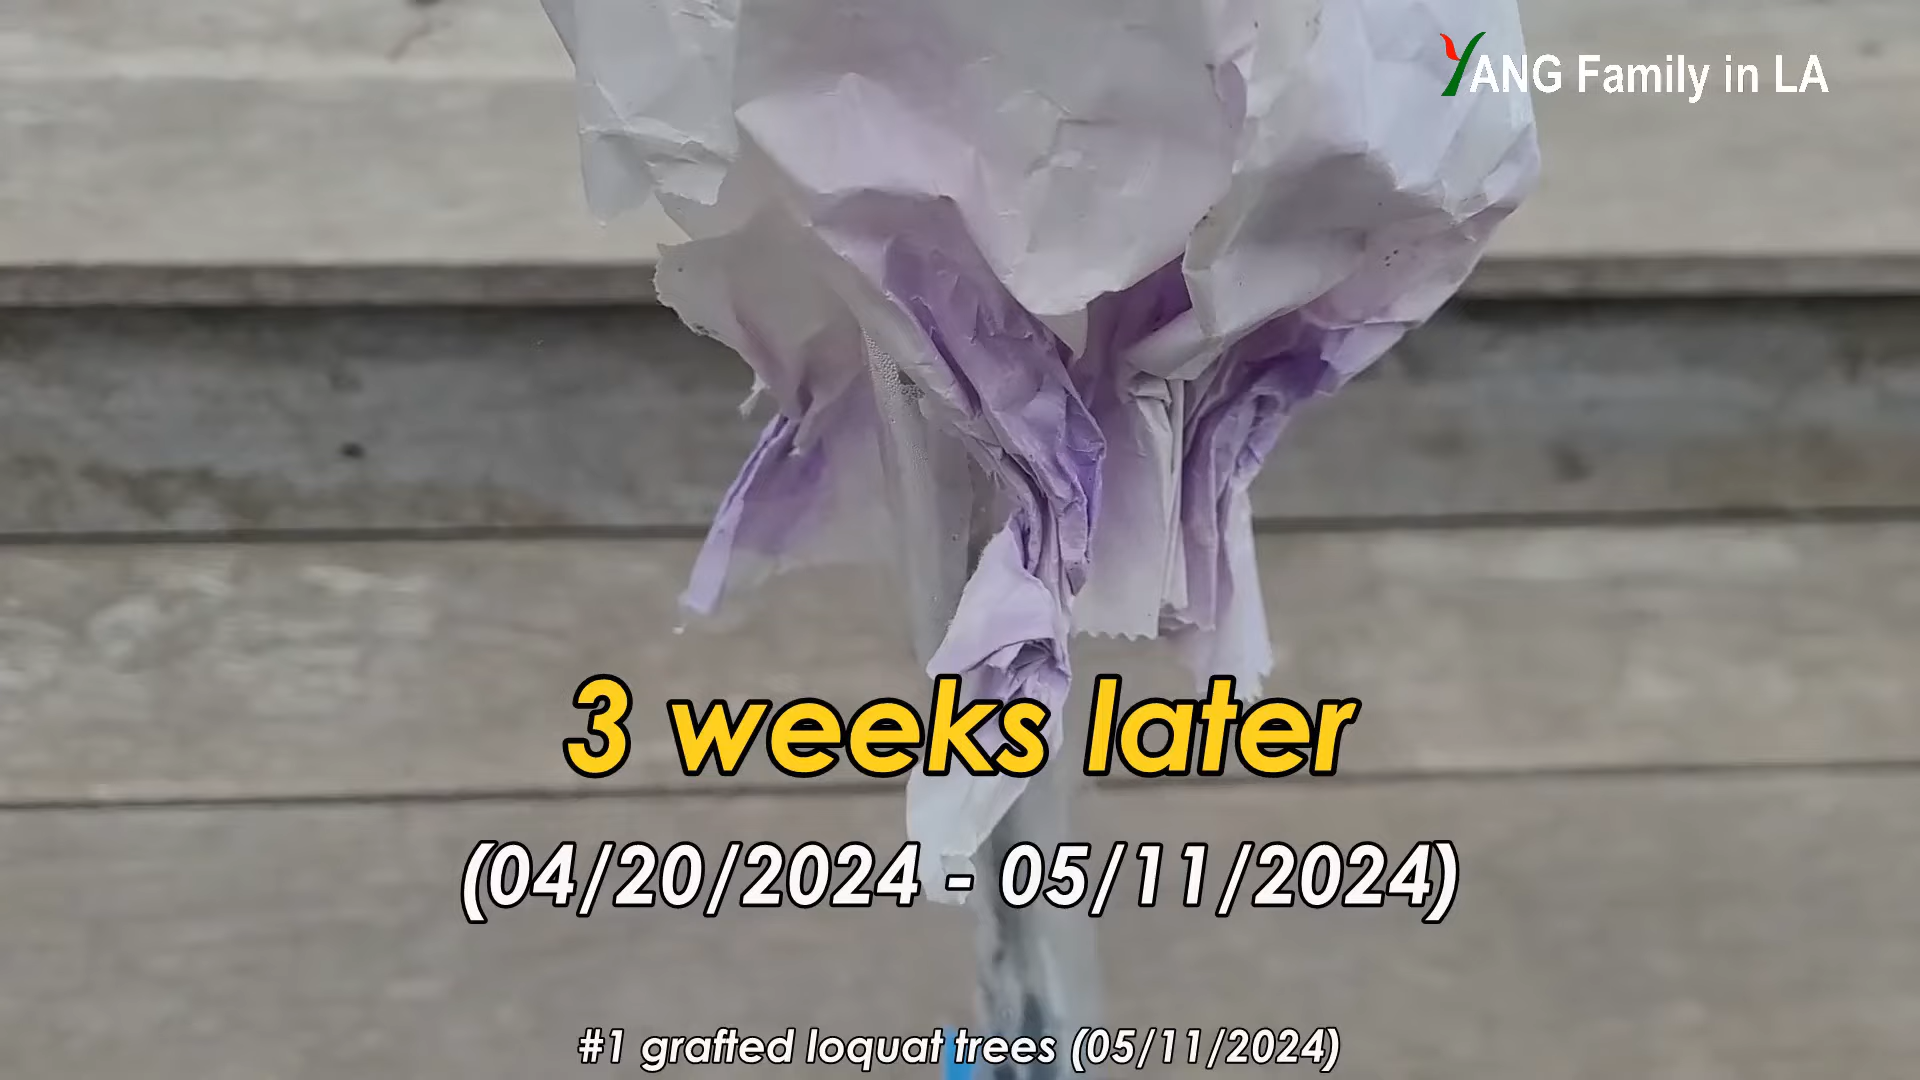 YANG Family in LA
3 weeks later
(04/20/2024 - 05/11/2024)
#1 grafted loquat trees (05/11/2024)